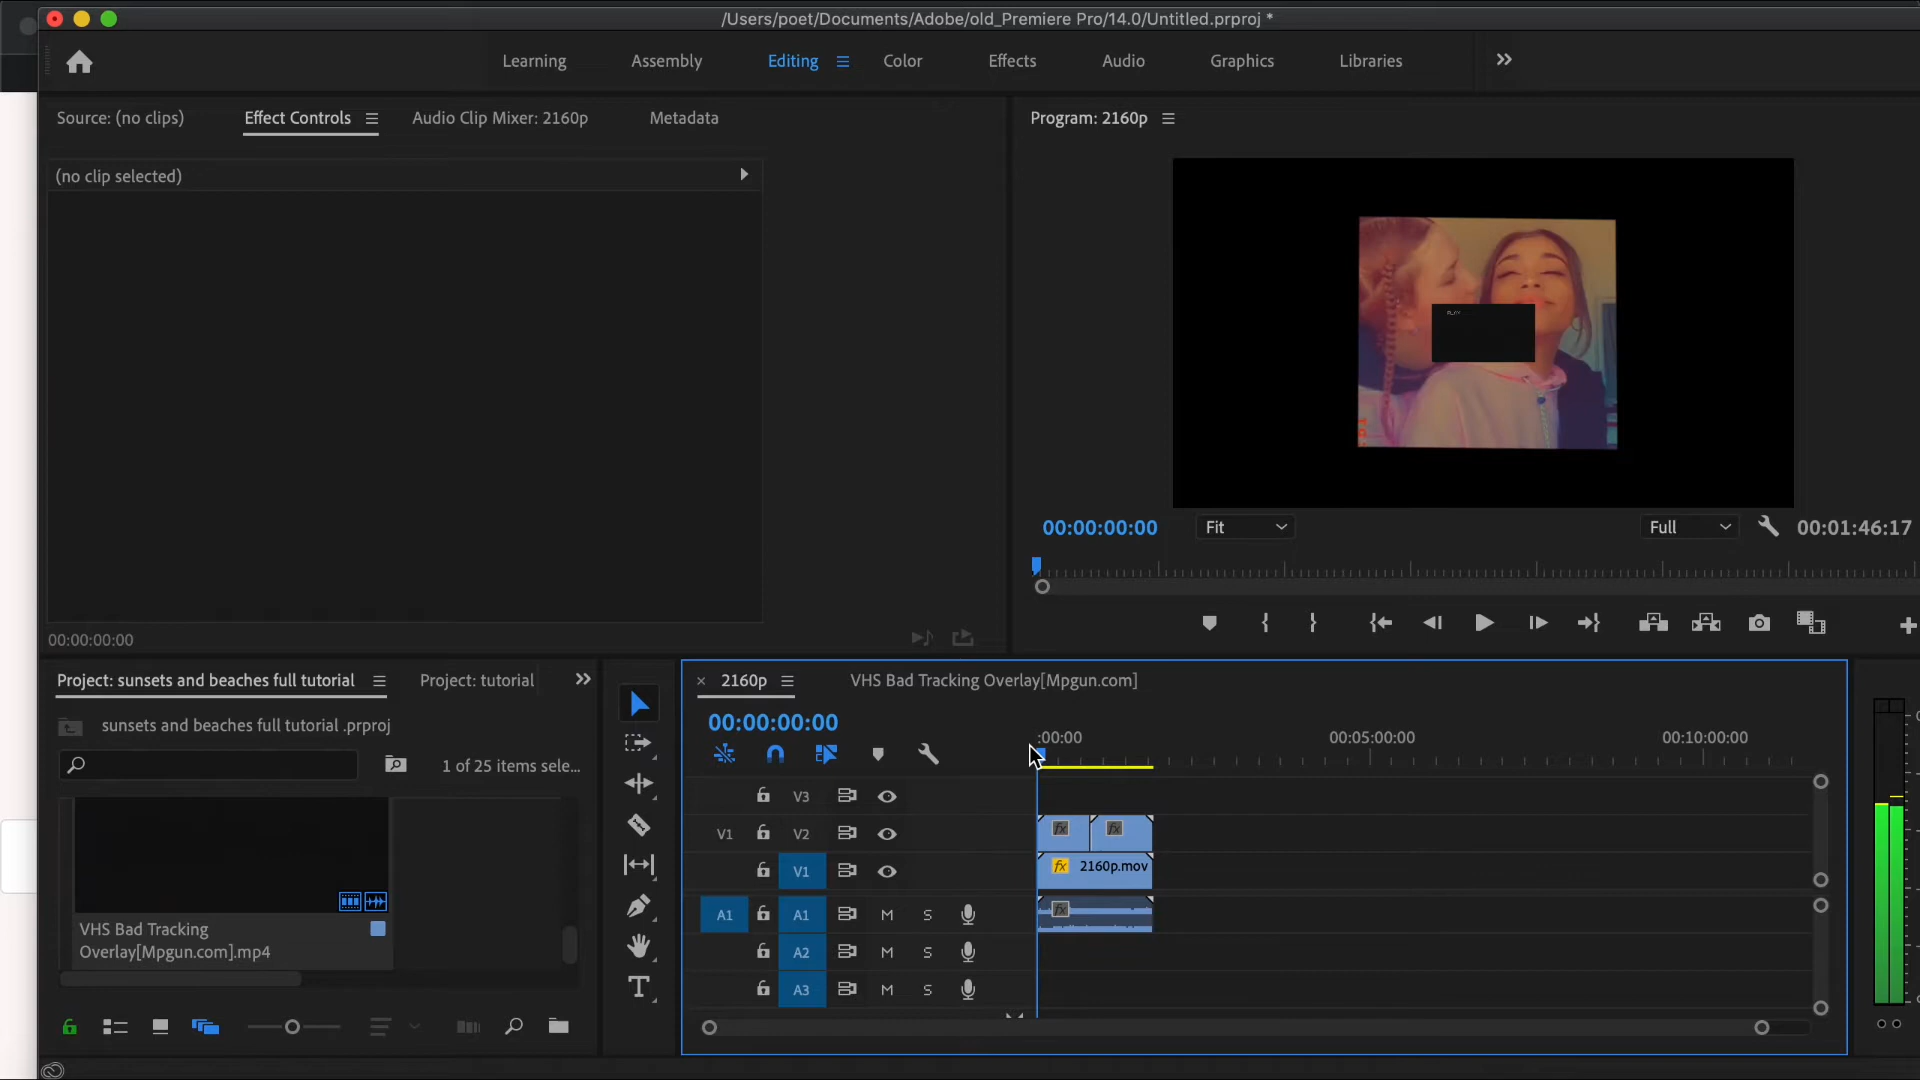 /Users/poet/Documents/Adobe/old_Premiere Pro/14.0/Untitled.prproj *
Learning
Assembly
Editing
Color
Effects
Audio
Graphics
Libraries
Source: (no clips)
Effect Controls
Audio Clip Mixer: 2160p
Metadata
Program: 2160p
(no clip selected)
PLAY
00:00:00:00
Fit
Full
00:01:46:17
00:00:00:00
Project: sunsets and beaches full tutorial
Project: tutorial
2160p
VHS Bad Tracking Overlay[Mpgun.com]
sunsets and beaches full tutorial .prproj
1 of 25 items sele...
00:00:00:00
:00:00
00:05:00:00
00:10:00:00
V3
V1 V2
fx fx
V1
fx 2160p.mov
A1 A1 M S
fx
A2 M S
A3 M S
VHS Bad Tracking
Overlay[Mpgun.com].mp4